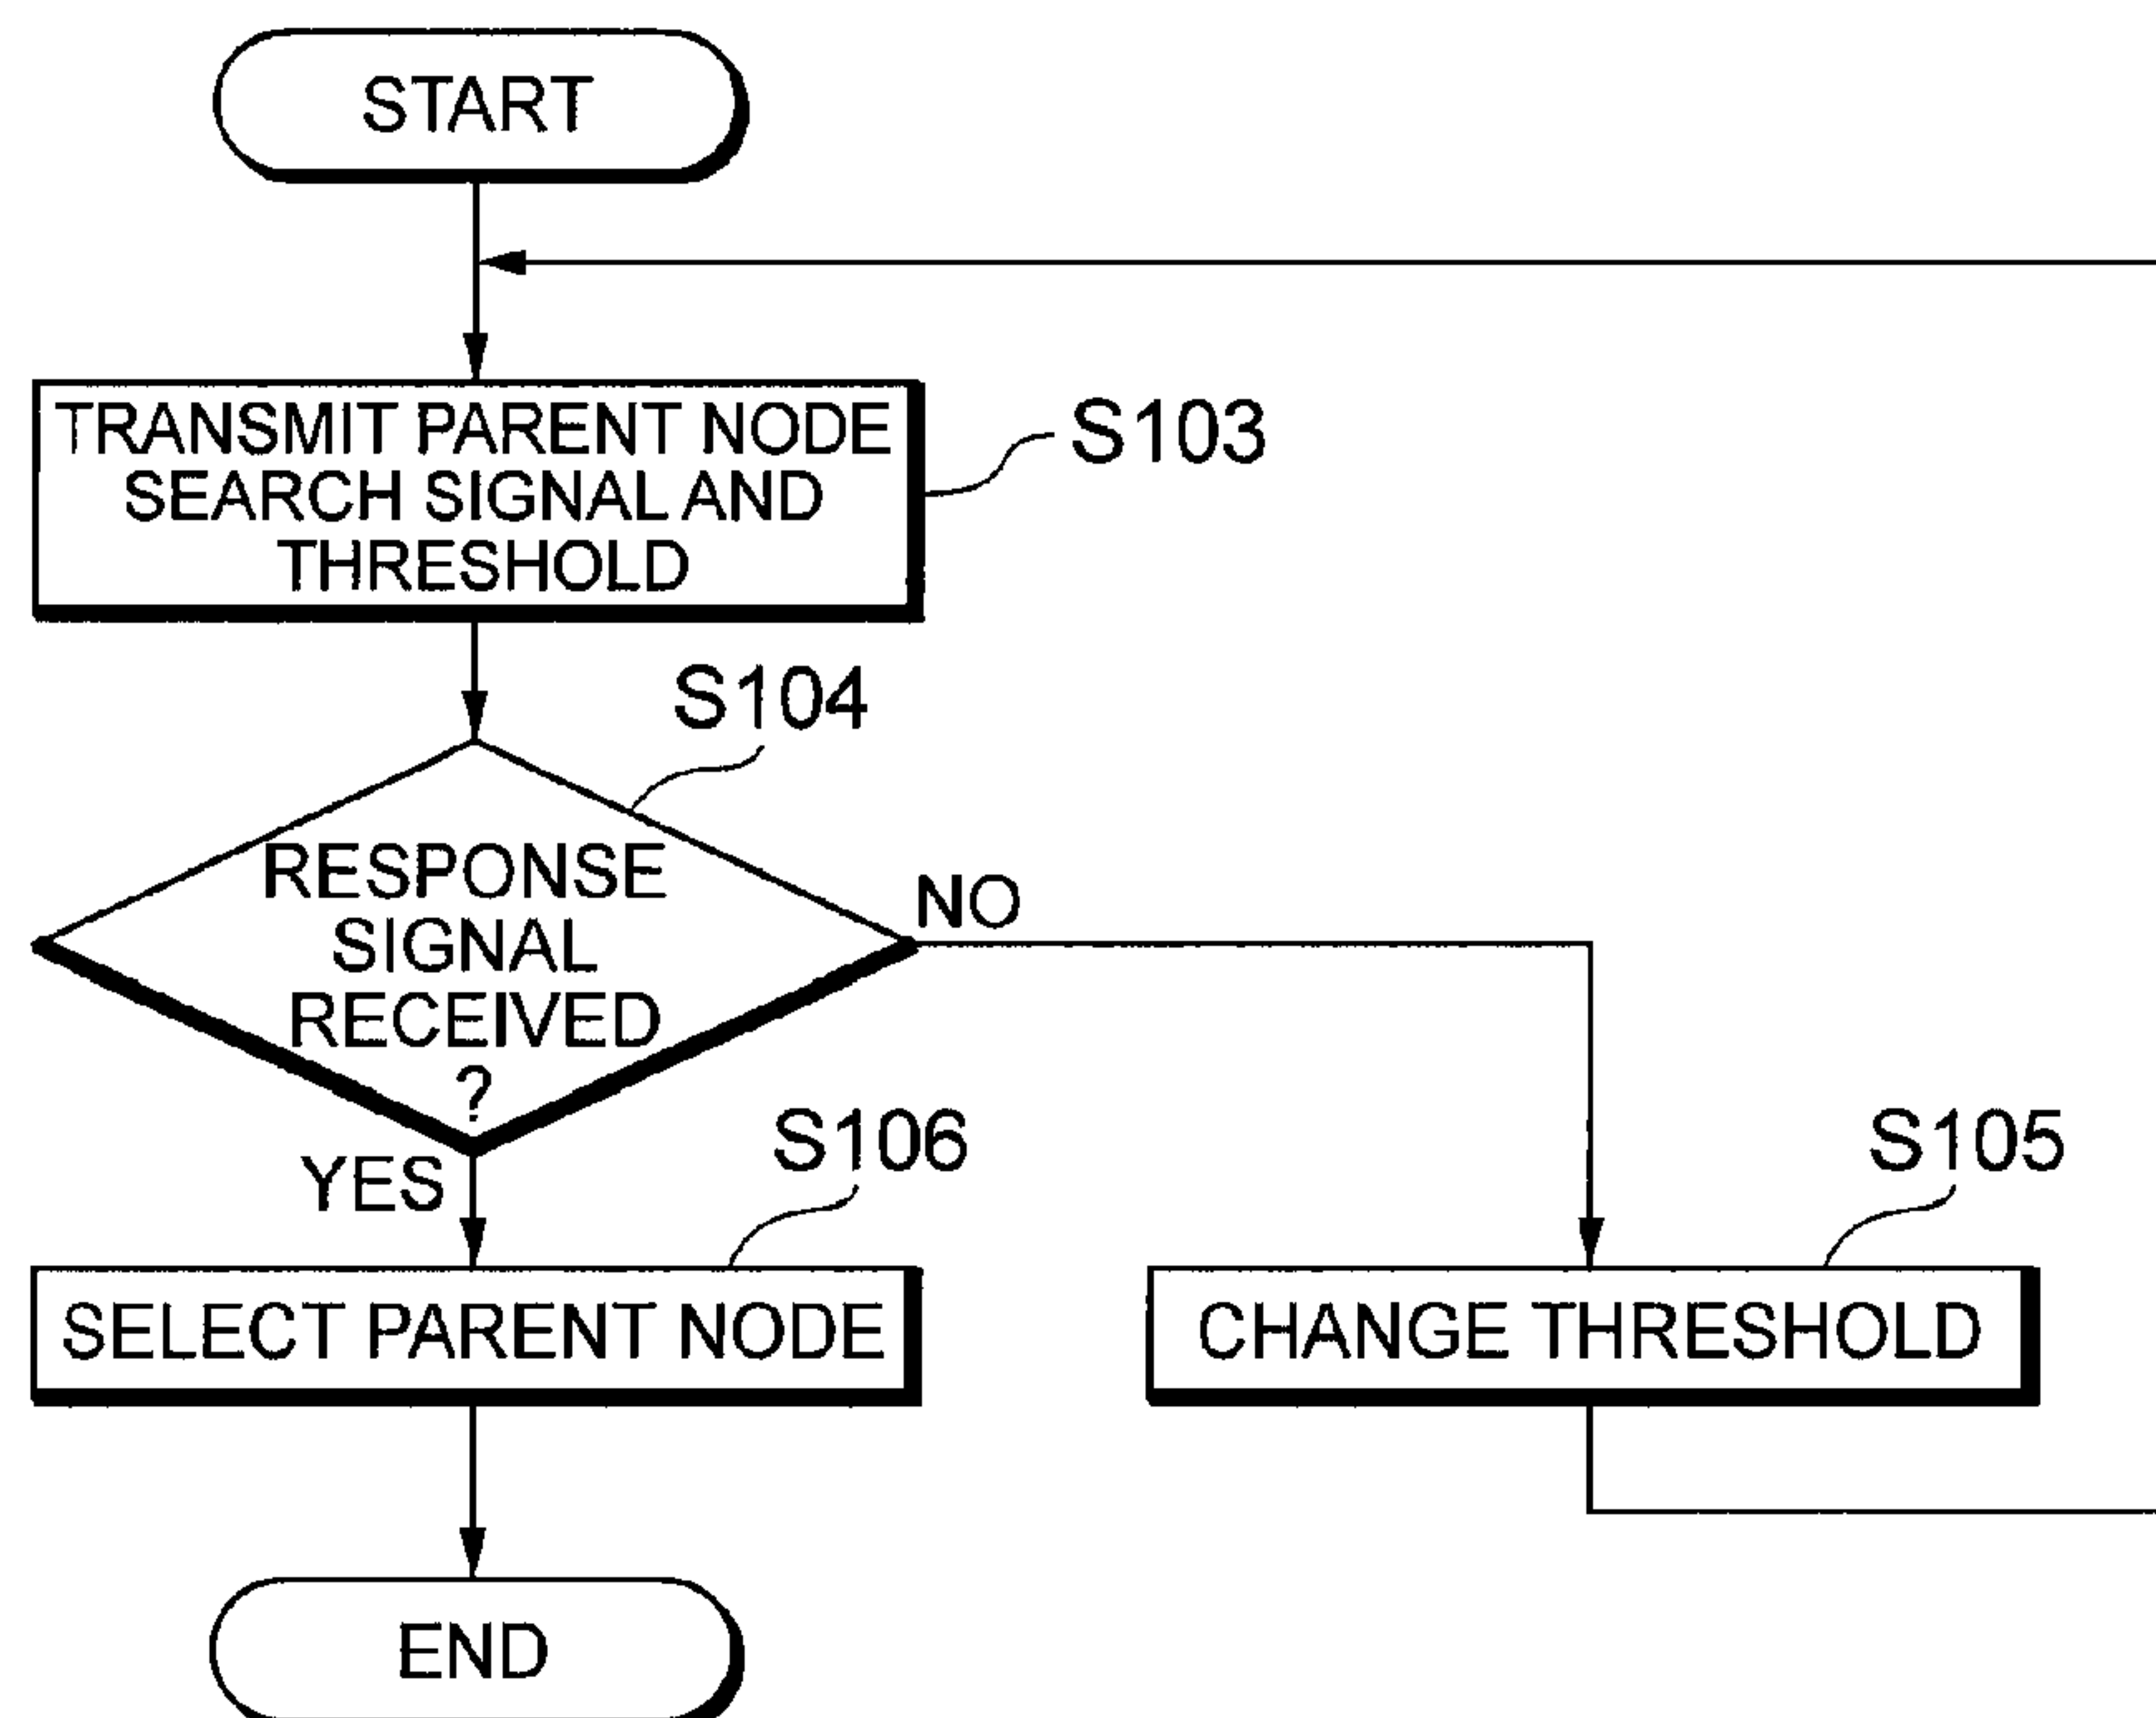 START
TRANSMIT PARENT NODE
SEARCH SIGNAL AND
THRESHOLD
S103
S104
RESPONSE
SIGNAL
RECEIVED
?
NO
YES
S106
S105
SELECT PARENT NODE
CHANGE THRESHOLD
END